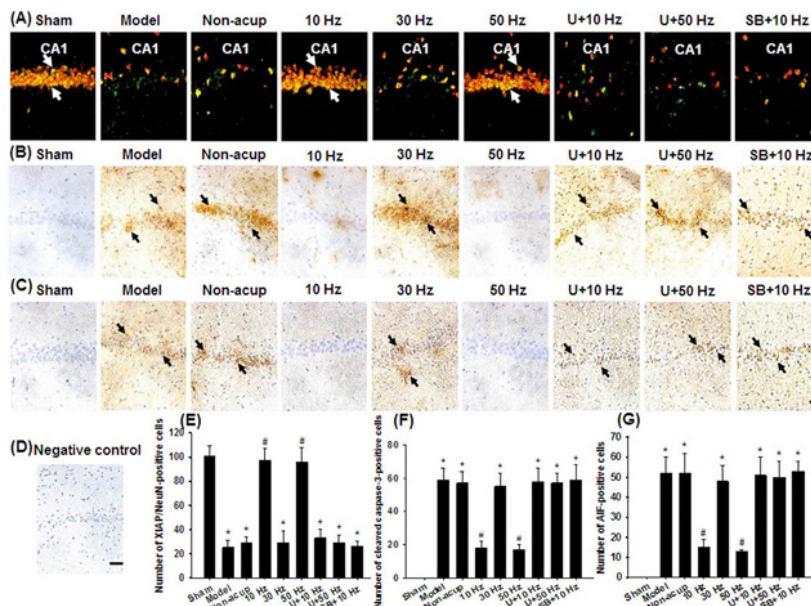 (A) Sham Model Non-acup 10 Hz 30 Hz 50 Hz U+10 Hz U+50 Hz SB+10 Hz
CA1 CA1 CA1 CA1 CA1 CA1 CA1 CA1 CA1
(B) Sham Model Non-acup 10 Hz 30 Hz 50 Hz U+10 Hz U+50 Hz SB+10 Hz
(C) Sham Model Non-acup 10 Hz 30 Hz 50 Hz U+10 Hz U+50 Hz SB+10 Hz
(D) Negative control
(E)
Number of XIAP/NeuN-positive cells
120
100
80
60
40
20
0
* * # * # * * *
Sham Model Non-acup 10 Hz 30 Hz 50 Hz U+10 Hz U+50 Hz SB+10 Hz
(F)
Number of cleaved caspase-3-positive cells
80
60
40
20
0
* * # * # * * *
Sham Model Non-acup 10 Hz 30 Hz 50 Hz U+10 Hz U+50 Hz SB+10 Hz
(G)
Number of AIF-positive cells
70
60
50
40
30
20
10
0
* * # * # * * *
Sham Model Non-acup 10 Hz 30 Hz 50 Hz U+10 Hz U+50 Hz SB+10 Hz